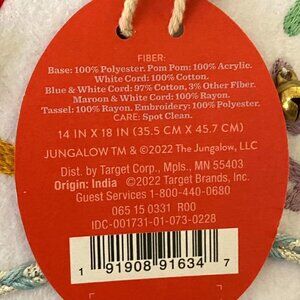 FIBER:
Base: 100% Polyester. Pom Pom: 100% Acrylic.
White Cord: 100% Cotton.
Blue & White Cord: 97% Cotton, 3% Other Fiber.
Maroon & White Cord: 100% Rayon.
Tassel: 100% Rayon. Embroidery: 100% Polyester.
CARE: Spot Clean.
14 IN X 18 IN (35.5 CM X 45.7 CM)
JUNGALOW TM & ©2022 The Jungalow, LLC
Dist. by Target Corp., Mpls., MN 55403
Origin: India ©2022 Target Brands, Inc.
Guest Services 1-800-440-0680
065 15 0331 R00
IDC-001731-01-073-0228
1 91908 91634 7